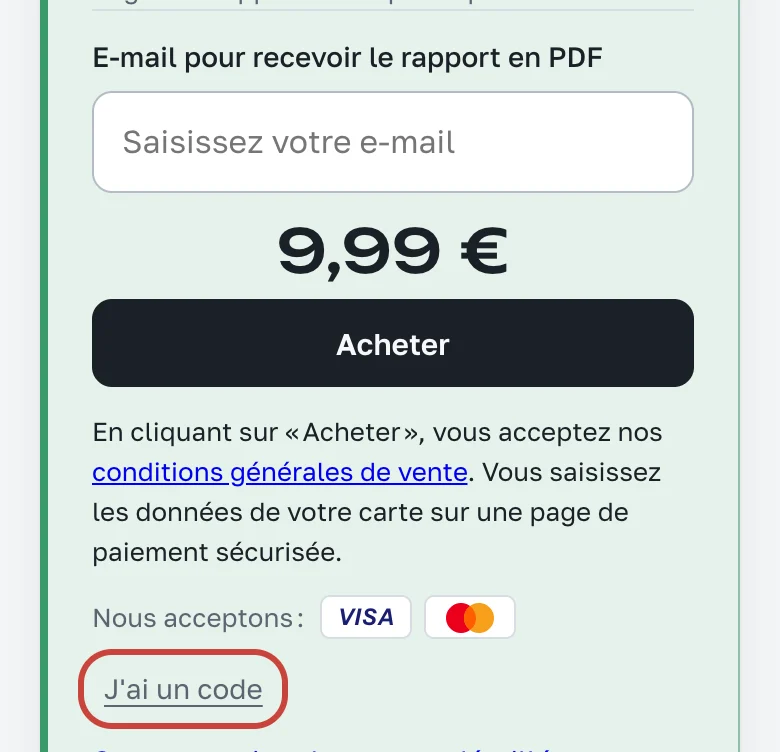 E-mail pour recevoir le rapport en PDF
Saisissez votre e-mail
9,99 €
Acheter
En cliquant sur « Acheter », vous acceptez nos
conditions générales de vente. Vous saisissez
les données de votre carte sur une page de
paiement sécurisée.
Nous acceptons :
VISA
J'ai un code